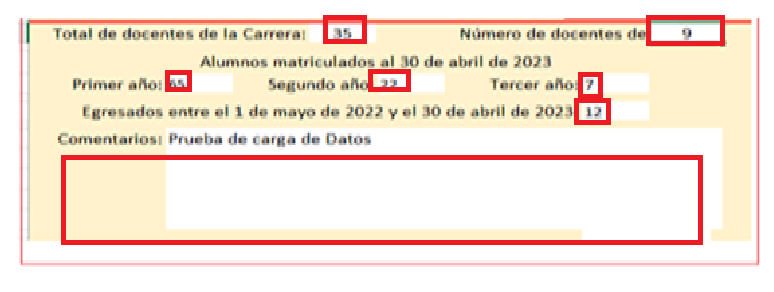 Total de docentes de la Carrera: 35 Número de docentes de 9
Alumnos matriculados al 30 de abril de 2023
Primer año: 65 Segundo año 22 Tercer año: 7
Egresados entre el 1 de mayo de 2022 y el 30 de abril de 2023 12
Comentarios: Prueba de carga de Datos